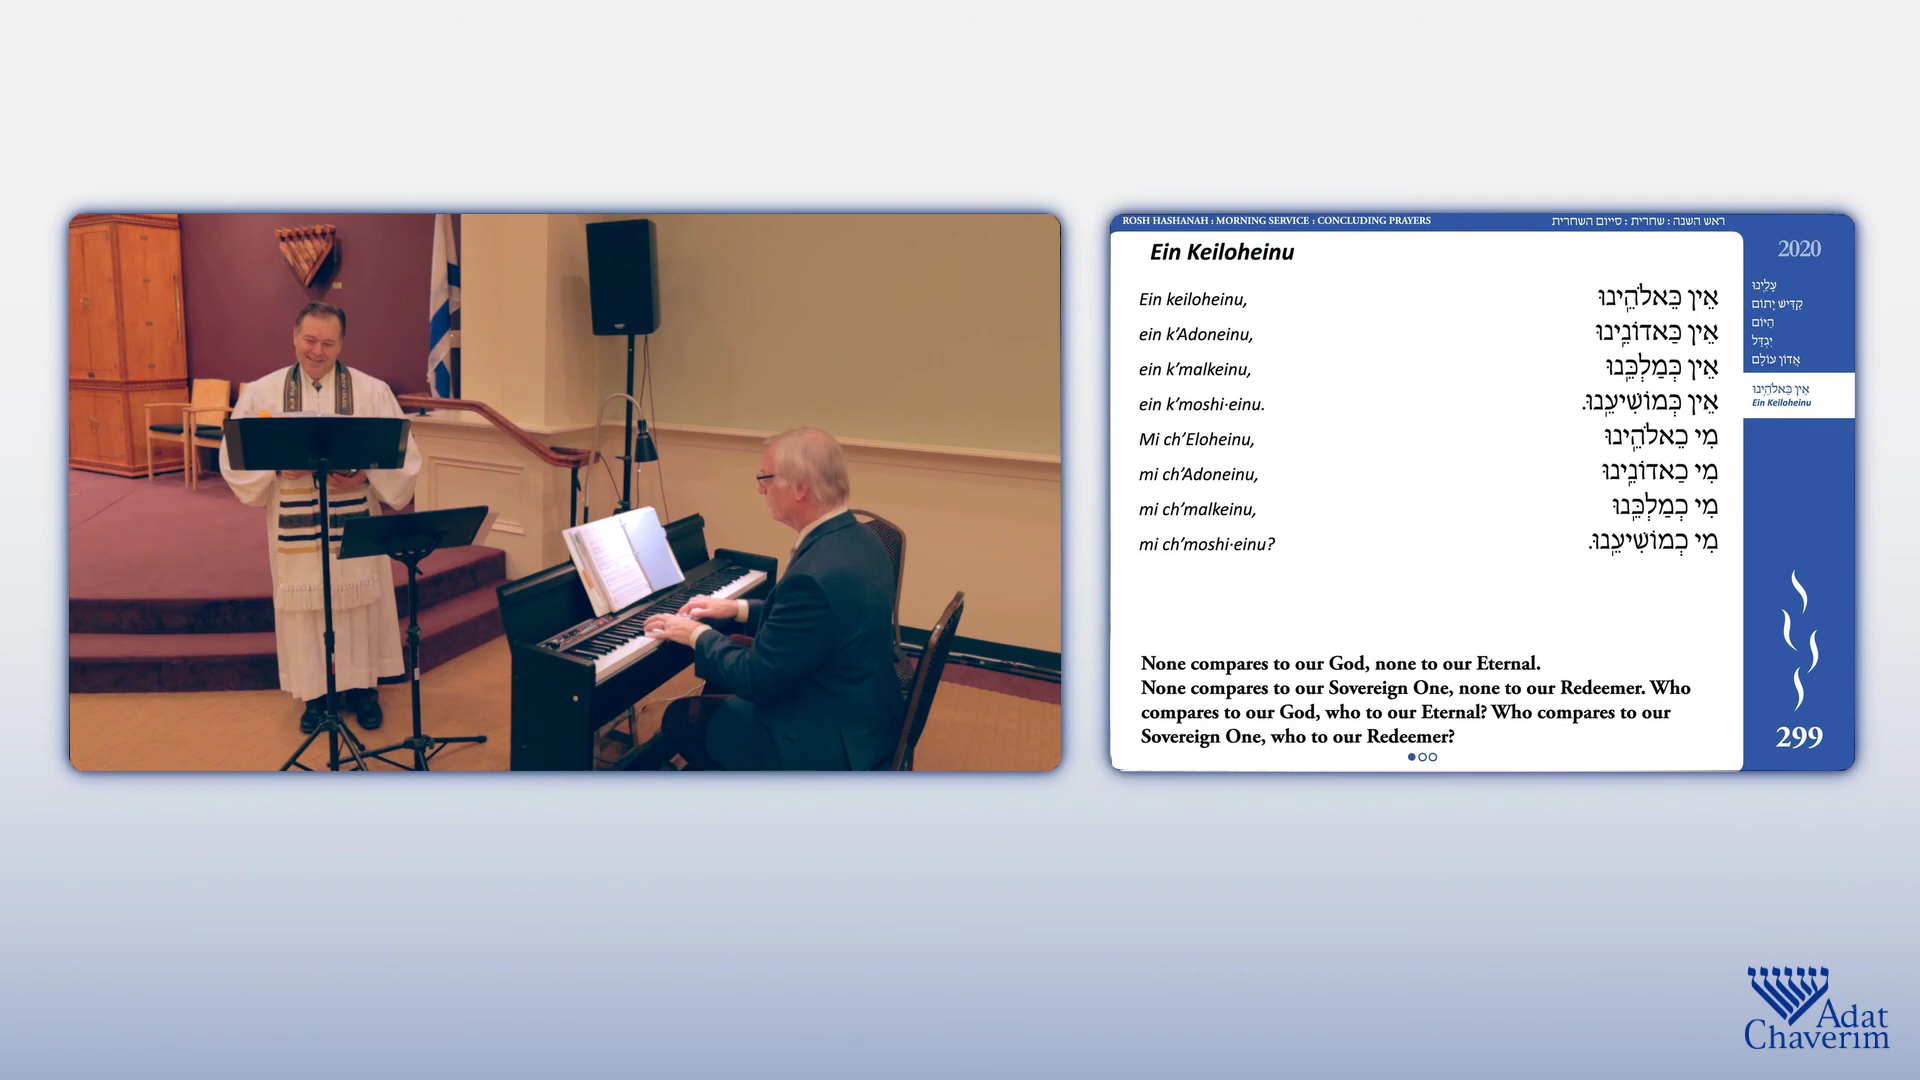 ROSH HASHANAH : MORNING SERVICE : CONCLUDING PRAYERS
ראש השנה : שחרית : סייום השחרית
Ein Keiloheinu
Ein keiloheinu,
ein k’Adoneinu,
ein k’malkeinu,
ein k’moshi·einu.
Mi ch’Eloheinu,
mi ch’Adoneinu,
mi ch’malkeinu,
mi ch’moshi·einu?
אֵין כֵּאלֹהֵֽינוּ
אֵין כַּאדוֹנֵֽינוּ
אֵין כְּמַלְכֵּֽנוּ
אֵין כְּמוֹשִׁיעֵֽנוּ.
מִי כֵאלֹהֵֽינוּ
מִי כַאדוֹנֵֽינוּ
מִי כְמַלְכֵּֽנוּ
מִי כְמוֹשִׁיעֵֽנוּ.
None compares to our God, none to our Eternal.
None compares to our Sovereign One, none to our Redeemer. Who
compares to our God, who to our Eternal? Who compares to our
Sovereign One, who to our Redeemer?
2020
עָלֵֽינוּ
קַדִּישׁ יָתוֹם
הַיּוֹם
יִגְדַּל
אֲדוֹן עוֹלָם
אֵין כֵּאלֹהֵֽינוּ
Ein Keiloheinu
299
Adat
Chaverim